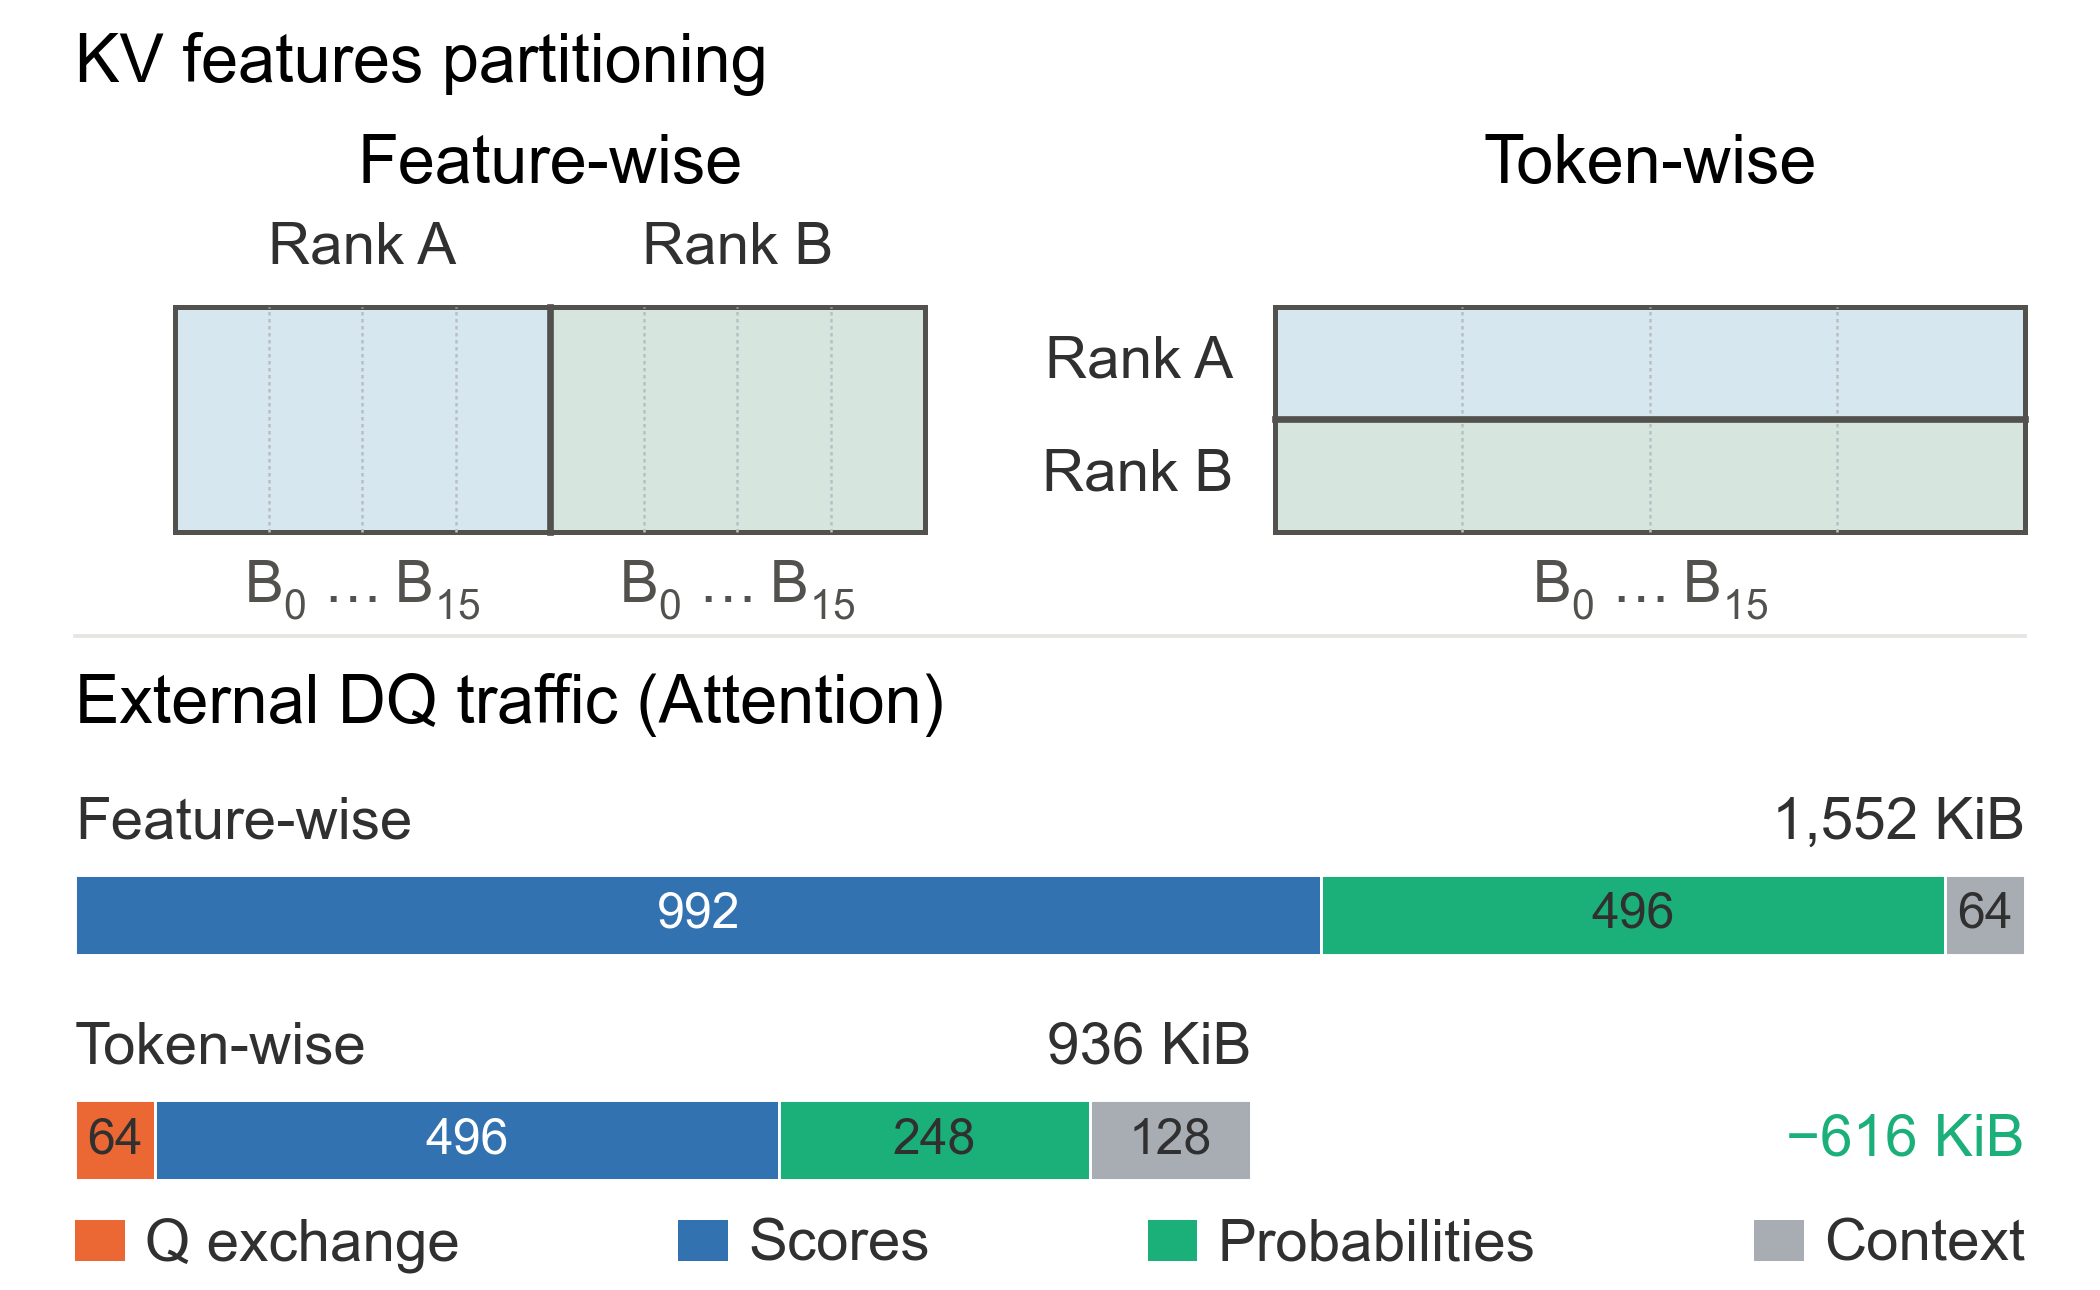 KV features partitioning
Feature-wise
Token-wise
Rank A
Rank B
Rank A
Rank B
B₀ … B₁₅
B₀ … B₁₅
B₀ … B₁₅
External DQ traffic (Attention)
Feature-wise
1,552 KiB
992
496
64
Token-wise
936 KiB
64
496
248
128
−616 KiB
Q exchange
Scores
Probabilities
Context